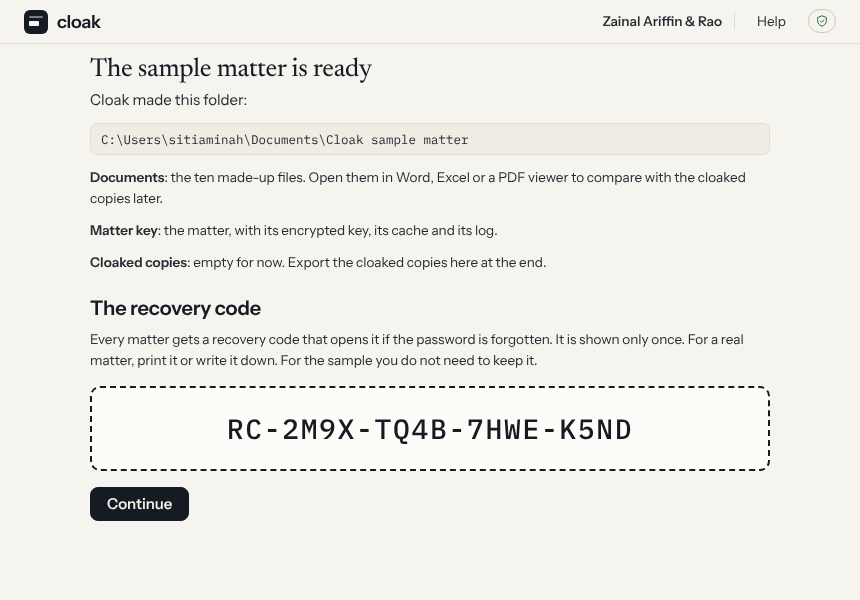 cloak
Zainal Ariffin & Rao
Help
The sample matter is ready
Cloak made this folder:
C:\Users\sitiaminah\Documents\Cloak sample matter
Documents: the ten made-up files. Open them in Word, Excel or a PDF viewer to compare with the cloaked
copies later.
Matter key: the matter, with its encrypted key, its cache and its log.
Cloaked copies: empty for now. Export the cloaked copies here at the end.
The recovery code
Every matter gets a recovery code that opens it if the password is forgotten. It is shown only once. For a real
matter, print it or write it down. For the sample you do not need to keep it.
RC-2M9X-TQ4B-7HWE-K5ND
Continue